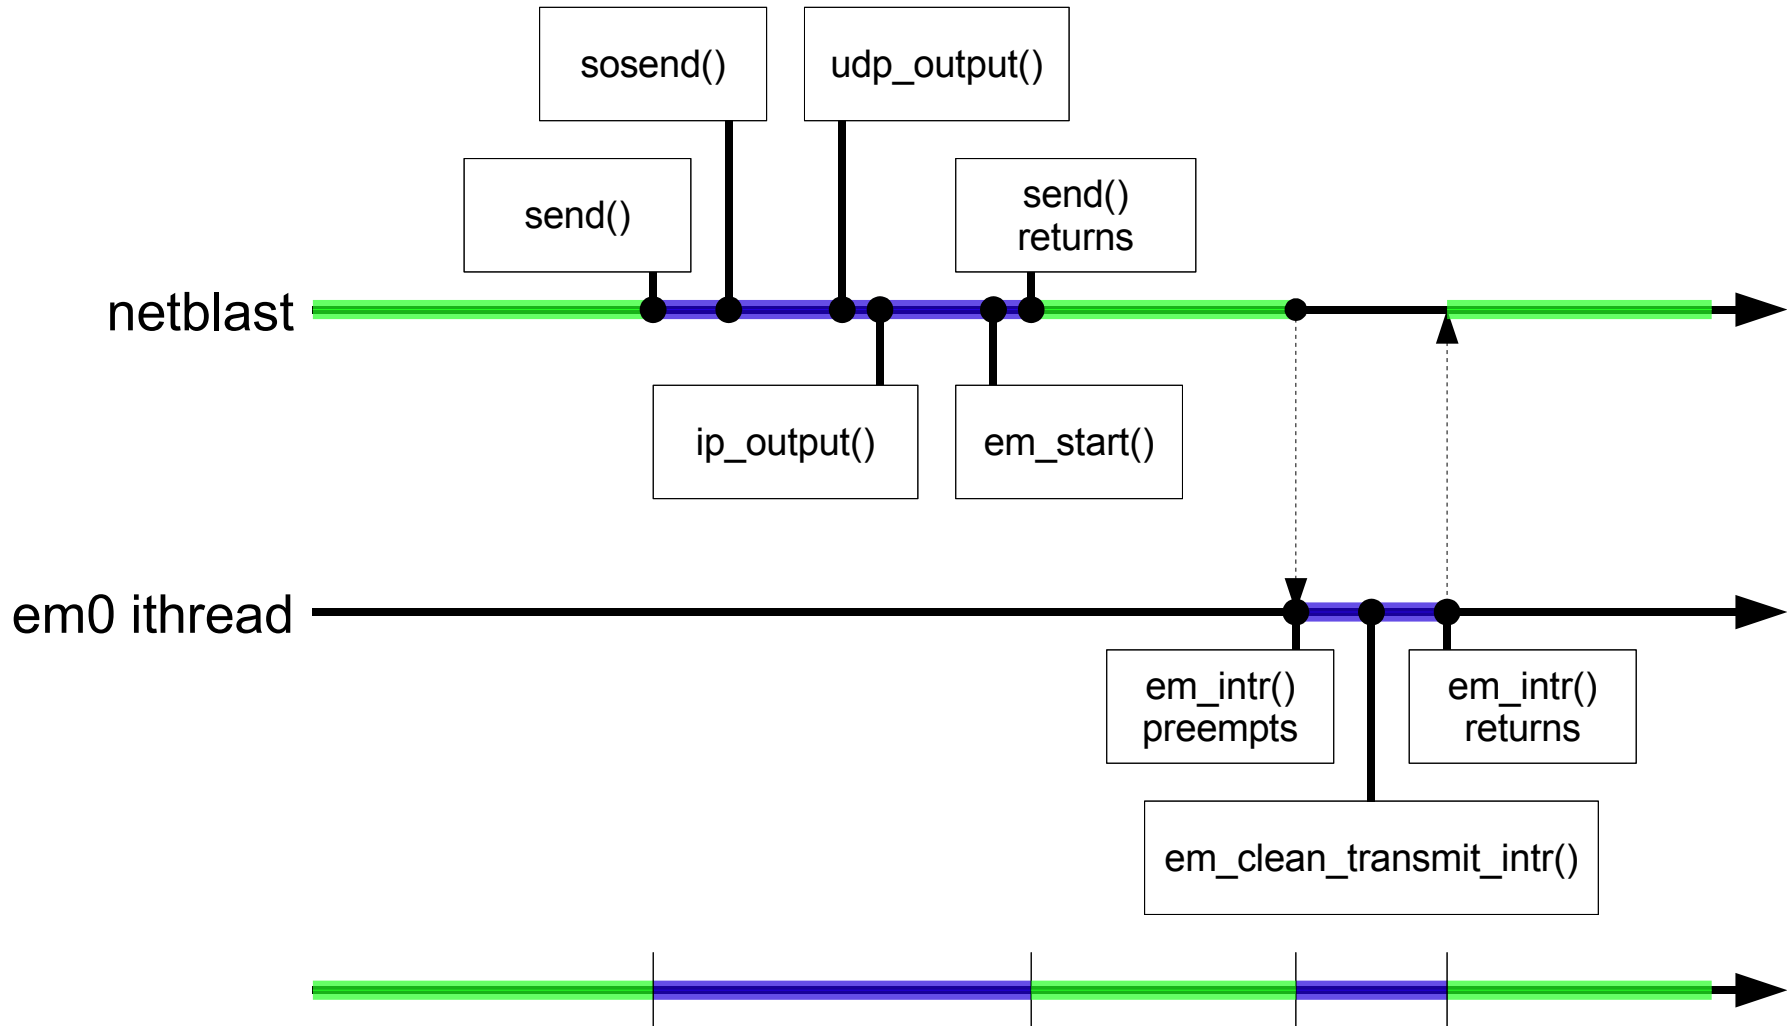 sosend()
udp_output()
send()
send()
returns
netblast
ip_output()
em_start()
em0 ithread
em_intr()
preempts
em_intr()
returns
em_clean_transmit_intr()